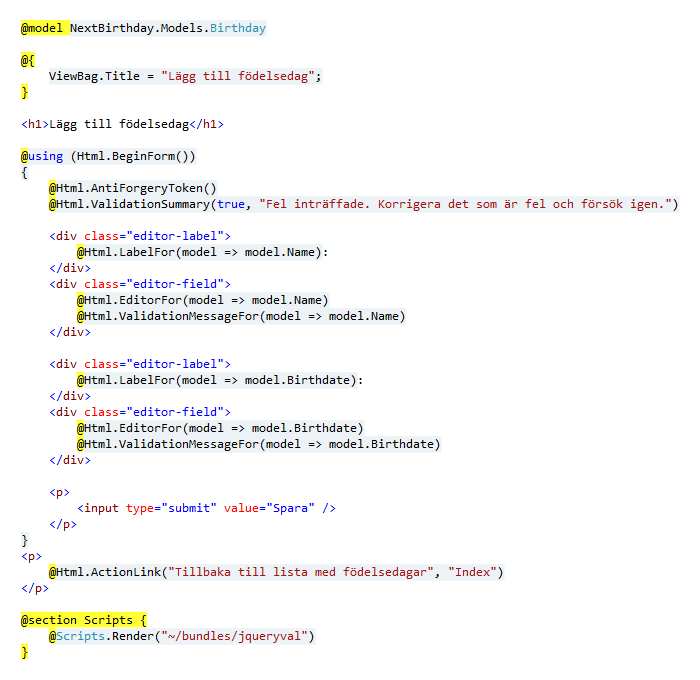 @model NextBirthday.Models.Birthday
@{
    ViewBag.Title = "Lägg till födelsedag";
}
<h1>Lägg till födelsedag</h1>
@using (Html.BeginForm())
{
    @Html.AntiForgeryToken()
    @Html.ValidationSummary(true, "Fel inträffade. Korrigera det som är fel och försök igen.")
    <div class="editor-label">
        @Html.LabelFor(model => model.Name):
    </div>
    <div class="editor-field">
        @Html.EditorFor(model => model.Name)
        @Html.ValidationMessageFor(model => model.Name)
    </div>
    <div class="editor-label">
        @Html.LabelFor(model => model.Birthdate):
    </div>
    <div class="editor-field">
        @Html.EditorFor(model => model.Birthdate)
        @Html.ValidationMessageFor(model => model.Birthdate)
    </div>
    <p>
        <input type="submit" value="Spara" />
    </p>
}
<p>
    @Html.ActionLink("Tillbaka till lista med födelsedagar", "Index")
</p>
@section Scripts {
    @Scripts.Render("~/bundles/jqueryval")
}